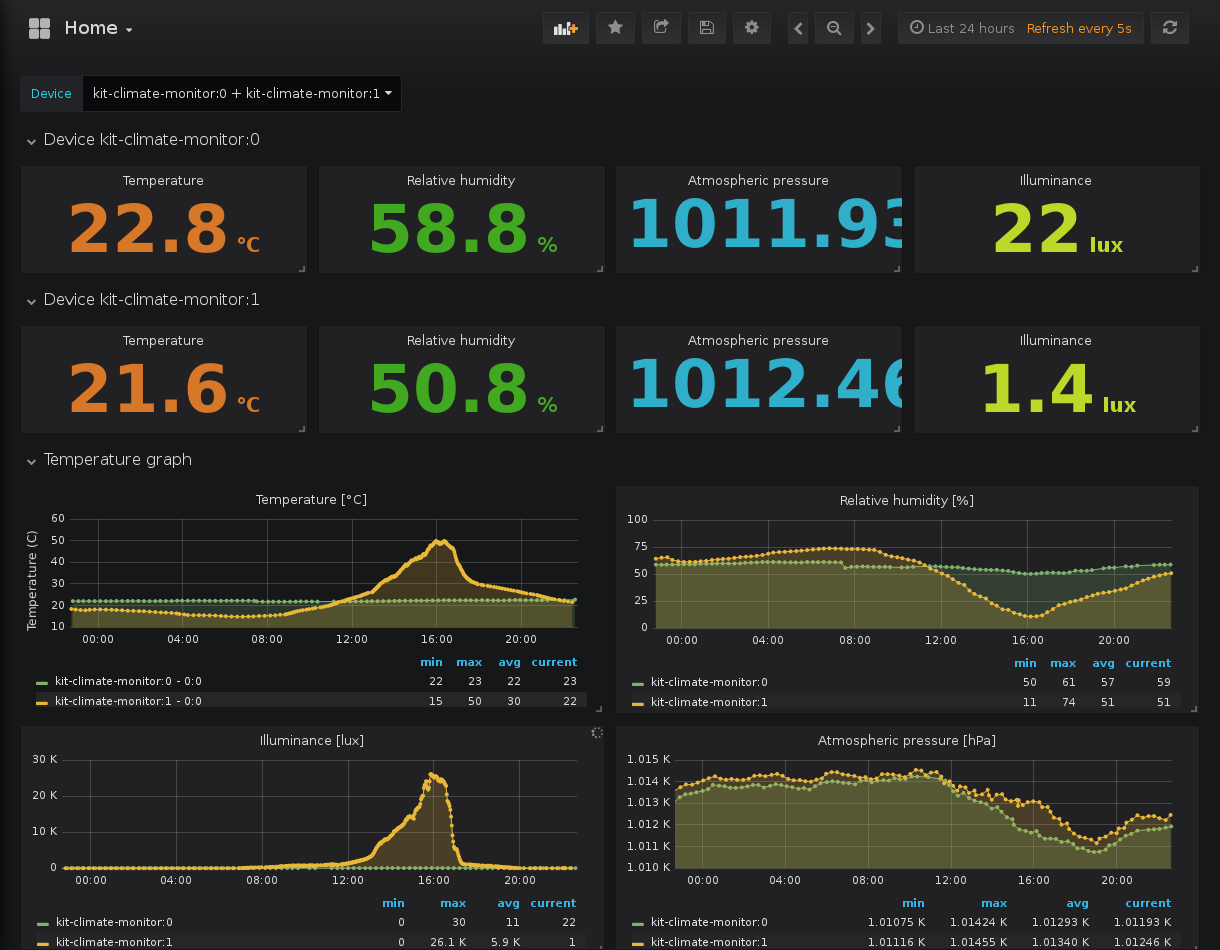 Home
Last 24 hours Refresh every 5s
Device kit-climate-monitor:0 + kit-climate-monitor:1
Device kit-climate-monitor:0
Temperature Relative humidity Atmospheric pressure Illuminance
22.8 °C 58.8 % 1011.93 22 lux
Device kit-climate-monitor:1
Temperature Relative humidity Atmospheric pressure Illuminance
21.6 °C 50.8 % 1012.46 1.4 lux
Temperature graph
Temperature [°C]
Temperature (C)
60
50
40
30
20
10
00:00 04:00 08:00 12:00 16:00 20:00
min max avg current
kit-climate-monitor:0 - 0:0 22 23 22 23
kit-climate-monitor:1 - 0:0 15 50 30 22
Relative humidity [%]
100
75
50
25
0
00:00 04:00 08:00 12:00 16:00 20:00
min max avg current
kit-climate-monitor:0 50 61 57 59
kit-climate-monitor:1 11 74 51 51
Illuminance [lux]
30 K
20 K
10 K
0
00:00 04:00 08:00 12:00 16:00 20:00
min max avg current
kit-climate-monitor:0 0 30 11 22
kit-climate-monitor:1 0 26.1 K 5.9 K 1
Atmospheric pressure [hPa]
1.015 K
1.014 K
1.013 K
1.012 K
1.011 K
1.010 K
00:00 04:00 08:00 12:00 16:00 20:00
min max avg current
kit-climate-monitor:0 1.01075 K 1.01424 K 1.01293 K 1.01193 K
kit-climate-monitor:1 1.01116 K 1.01455 K 1.01340 K 1.01246 K